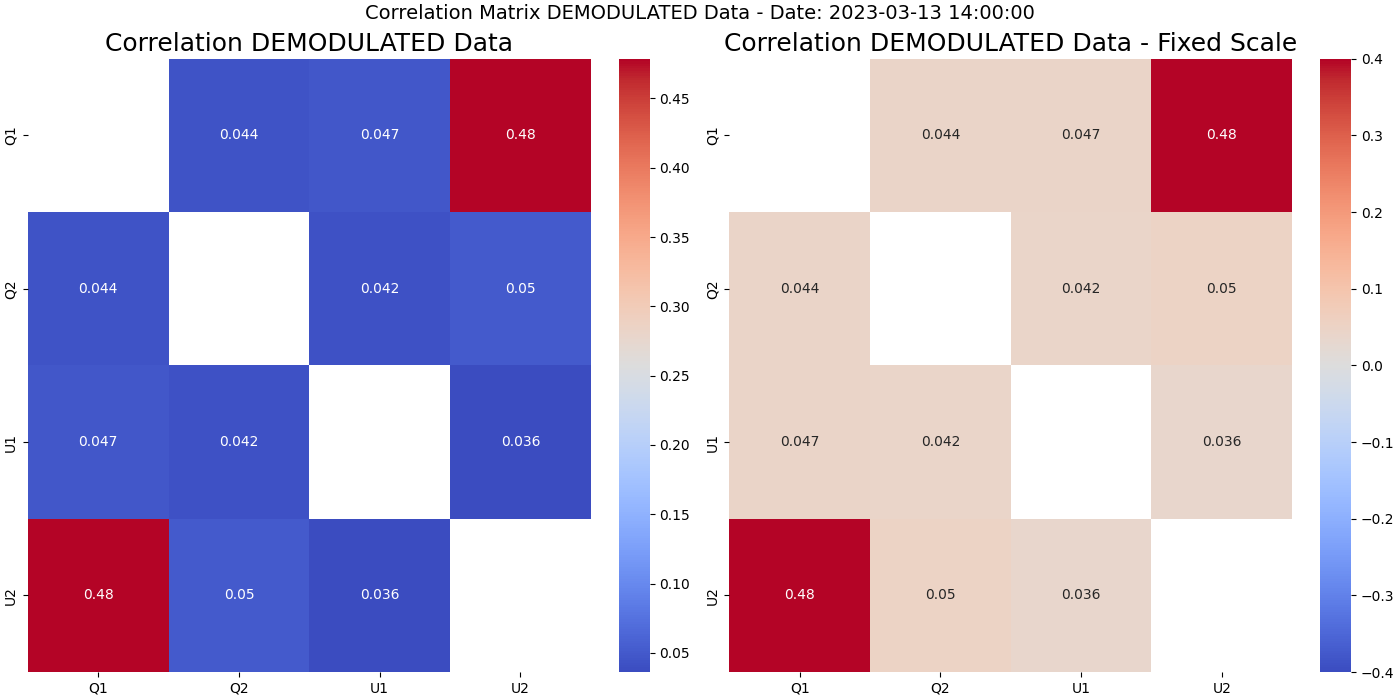 Correlation Matrix DEMODULATED Data - Date: 2023-03-13 14:00:00
Correlation DEMODULATED Data
Q1
0.044
0.047
0.48
Q2
0.044
0.042
0.05
U1
0.047
0.042
0.036
U2
0.48
0.05
0.036
Q1
Q2
U1
U2
0.45
0.40
0.35
0.30
0.25
0.20
0.15
0.10
0.05
Correlation DEMODULATED Data - Fixed Scale
Q1
0.044
0.047
0.48
Q2
0.044
0.042
0.05
U1
0.047
0.042
0.036
U2
0.48
0.05
0.036
Q1
Q2
U1
U2
0.4
0.3
0.2
0.1
0.0
−0.1
−0.2
−0.3
−0.4